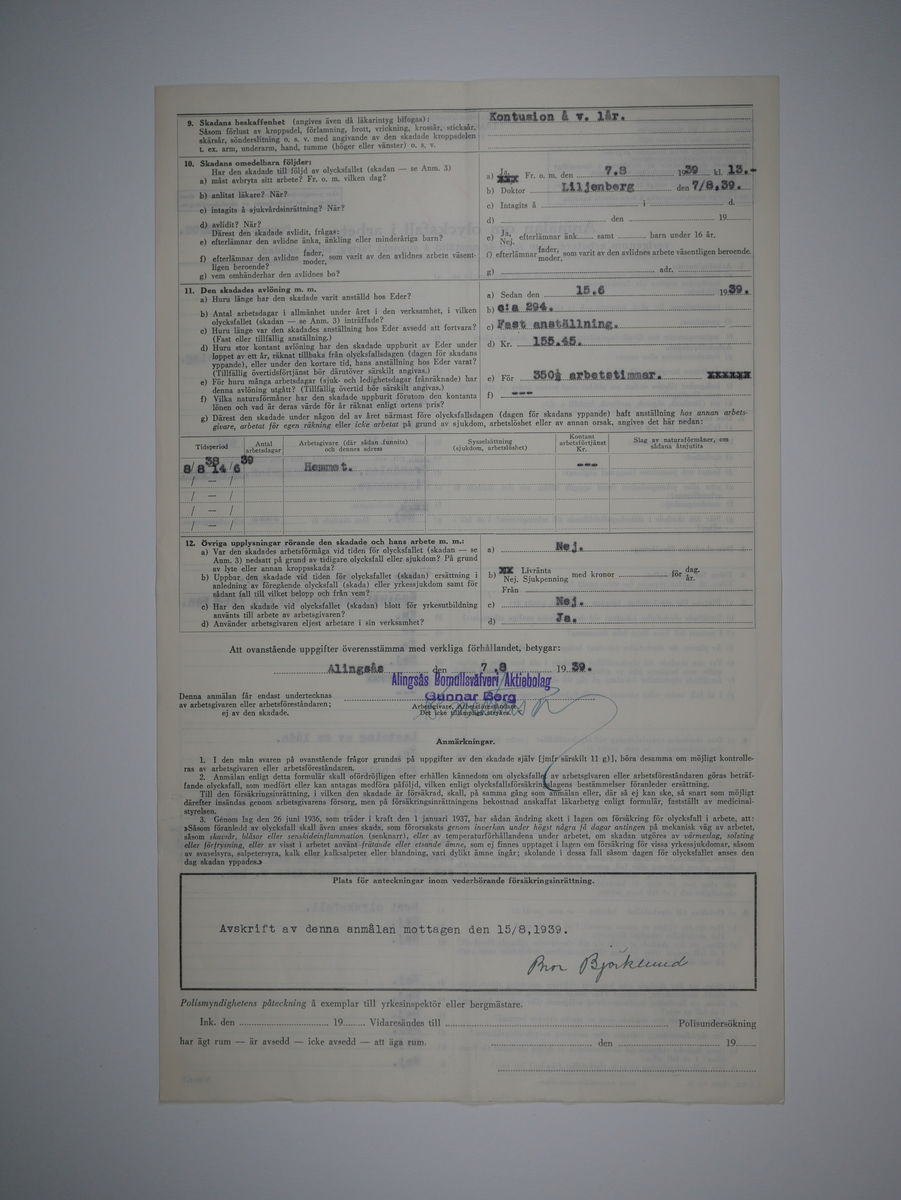 9. Skadans beskaffenhet (angives även då läkarintyg bifogas):
Såsom förlust av kroppsdel, förlamning, brott, vrickning, krossår, sticksår,
skärsår, sönderslitning o. s. v. med angivande av den skadade kroppsdelen
t. ex. arm, underarm, hand, tumme (höger eller vänster) o. s. v.
Kontusion å v. lår.
10. Skadans omedelbara följder:
Har den skadade till följd av olycksfallet (skadan — se Anm. 3)
a) måst avbryta sitt arbete? Fr. o. m. vilken dag?
a) Ja, Fr. o. m. den 7.8 1939 kl. 13.-
b) anlitat läkare? När?
b) Doktor Liljenberg den 7/8.39.
c) intagits å sjukvårdsinrättning? När?
c) Intagits å i d.
d) avlidit? När?
d) den 19
Därest den skadade avlidit, frågas:
e) efterlämnar den avlidne änka, änkling eller minderåriga barn?
e) Ja, Nej, efterlämnar änk samt barn under 16 år.
f) efterlämnar den avlidne fader, moder, som varit av den avlidnes arbete väsentligen beroende?
f) efterlämnar fader, moder, som varit av den avlidnes arbete väsentligen beroende.
g) vem omhänderhar den avlidnes bo?
g) adr.
11. Den skadades avlöning m. m.
a) Huru länge har den skadade varit anställd hos Eder?
a) Sedan den 15.6 1939.
b) Antal arbetsdagar i allmänhet under året i den verksamhet, i vilken
olycksfallet (skadan — se Anm. 3) inträffade?
b) c:a 294.
c) Huru länge var den skadades anställning hos Eder avsedd att fortvara?
(Fast eller tillfällig anställning.)
c) Fast anställning.
d) Huru stor kontant avlöning har den skadade uppburit av Eder under
loppet av ett år, räknat tillbaka från olycksfallsdagen (dagen för skadans
yppande), eller under den kortare tid, hans anställning hos Eder varat?
(Tillfällig övertidsförtjänst bör därutöver särskilt angivas.)
d) Kr. 155.45.
e) För huru många arbetsdagar (sjuk- och ledighetsdagar frånräknade) har
denna avlöning utgått? (Tillfällig övertid bör särskilt angivas.)
e) För 350½ arbetstimmar. xxxxxx
f) Vilka naturaförmåner har den skadade uppburit förutom den kontanta
lönen och vad är deras värde för år räknat enligt ortens pris?
f) ---
g) Därest den skadade under någon del av året närmast före olycksfallsdagen (dagen för skadans yppande) haft anställning hos annan arbets-
givare, arbetat för egen räkning eller icke arbetat på grund av sjukdom, arbetslöshet eller av annan orsak, angives det här nedan:
Tidsperiod Antal arbetsdagar Arbetsgivare (där sådan funnits) och dennes adress Sysselsättning (sjukdom, arbetslöshet) Kontant arbetsförtjänst Kr. Slag av naturaförmåner, om sådana åtnjutits
8/8 38 14/6 39 Hemmet. ---
/ — /
/ — /
/ — /
/ — /
12. Övriga upplysningar rörande den skadade och hans arbete m. m.:
a) Var den skadades arbetsförmåga vid tiden för olycksfallet (skadan — se
Anm. 3) nedsatt på grund av tidigare olycksfall eller sjukdom? På grund
av lyte eller annan kroppsskada?
a) Nej.
b) Uppbar den skadade vid tiden för olycksfallet (skadan) ersättning i
anledning av föregående olycksfall (skada) eller yrkessjukdom samt för
sådant fall till vilket belopp och från vem?
b) xx Nej. Livränta Sjukpenning med kronor för dag. år.
Från
c) Har den skadade vid olycksfallet (skadan) blott för yrkesutbildning
använts till arbete av arbetsgivaren?
c) Nej.
d) Använder arbetsgivaren eljest arbetare i sin verksamhet?
d) Ja.
Att ovanstående uppgifter överensstämma med verkliga förhållandet, betygar:
Alingsås den 7.8 1939.
Alingsås Bomullsväfveri Aktiebolag
Gunnar Berg
Denna anmälan får endast undertecknas
av arbetsgivaren eller arbetsföreståndaren;
ej av den skadade.
Arbetsgivare. Arbetsföreståndare.
Det icke tillämpliga strykes.
Anmärkningar.
1. I den mån svaren på ovanstående frågor grundas på uppgifter av den skadade själv [jmfr särskilt 11 g)], böra desamma om möjligt kontrolle-
ras av arbetsgivaren eller arbetsföreståndaren.
2. Anmälan enligt detta formulär skall ofördröjligen efter erhållen kännedom om olycksfallet av arbetsgivaren eller arbetsföreståndaren göras beträf-
fande olycksfall, som medfört eller kan antagas medföra påföljd, vilken enligt olycksfallsförsäkringslagens bestämmelser föranleder ersättning.
Till den försäkringsinrättning, i vilken den skadade är försäkrad, skall, på samma gång som anmälan eller, där så ej kan ske, så snart som möjligt
därefter insändas genom arbetsgivarens försorg, men på försäkringsinrättningens bekostnad anskaffat läkarbetyg enligt formulär, fastställt av medicinal-
styrelsen.
3. Genom lag den 26 juni 1936, som träder i kraft den 1 januari 1937, har sådan ändring skett i lagen om försäkring för olycksfall i arbete, att:
»Såsom föranledd av olycksfall skall även anses skada, som förorsakats genom inverkan under högst några få dagar antingen på mekanisk väg av arbetet,
såsom skavsår, blåsor eller senskideinflammation (senknarr), eller av temperaturförhållandena under arbetet, om skadan utgöres av värmeslag, solsting
eller förfrysning, eller av visst i arbetet använt frätande eller etsande ämne, som ej finnes upptaget i lagen om försäkring för vissa yrkessjukdomar, såsom
av svavelsyra, salpetersyra, kalk eller kalksalpeter eller blandning, vari dylikt ämne ingår; skolande i dessa fall såsom dagen för olycksfallet anses den
dag skadan yppades.»
Plats för anteckningar inom vederbörande försäkringsinrättning.
Avskrift av denna anmälan mottagen den 15/8,1939.
Bror Björklund
Polismyndighetens påteckning å exemplar till yrkesinspektör eller bergmästare.
Ink. den 19 Vidaresändes till Polisundersökning
har ägt rum — är avsedd — icke avsedd — att äga rum. den 19